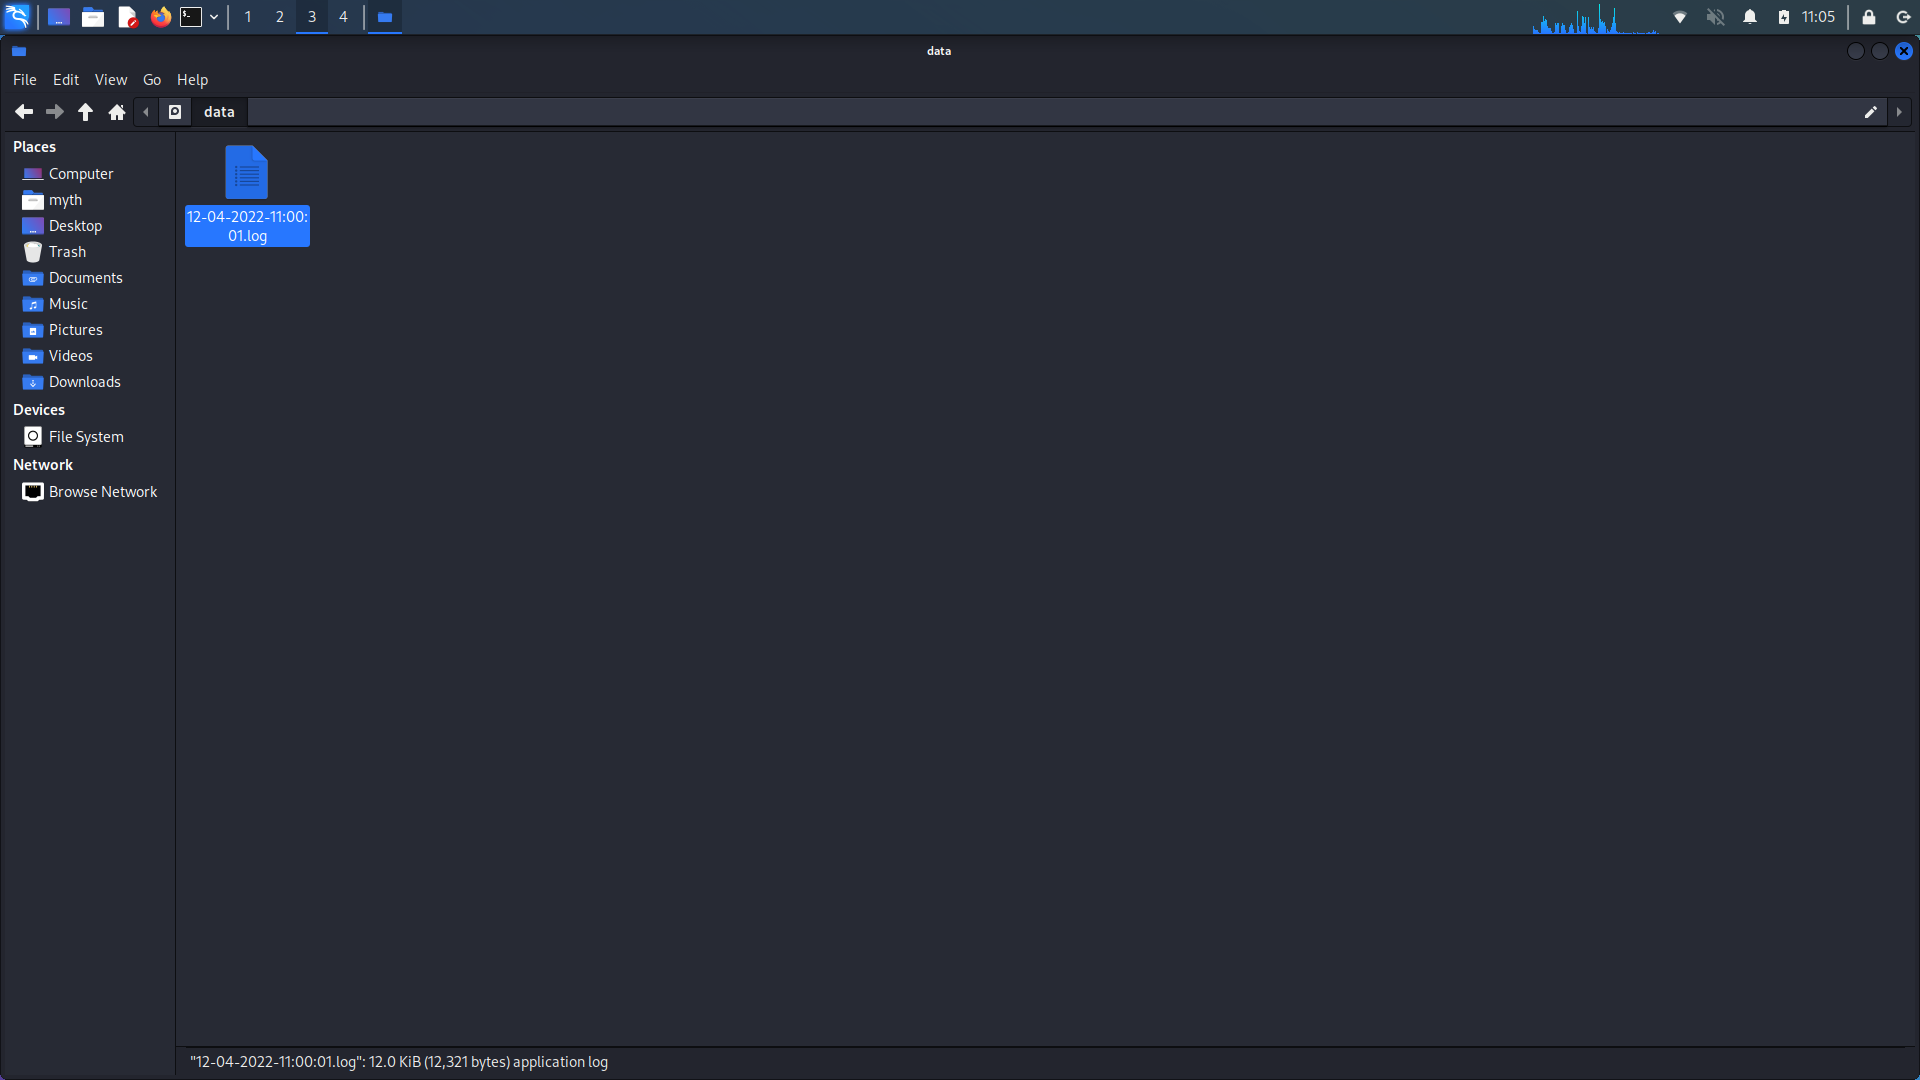 1 2 3 4 11:05
data
File Edit View Go Help
data
Places
Computer
myth
Desktop
Trash
Documents
Music
Pictures
Videos
Downloads
Devices
File System
Network
Browse Network
12-04-2022-11:00:
01.log
"12-04-2022-11:00:01.log": 12.0 KiB (12,321 bytes) application log